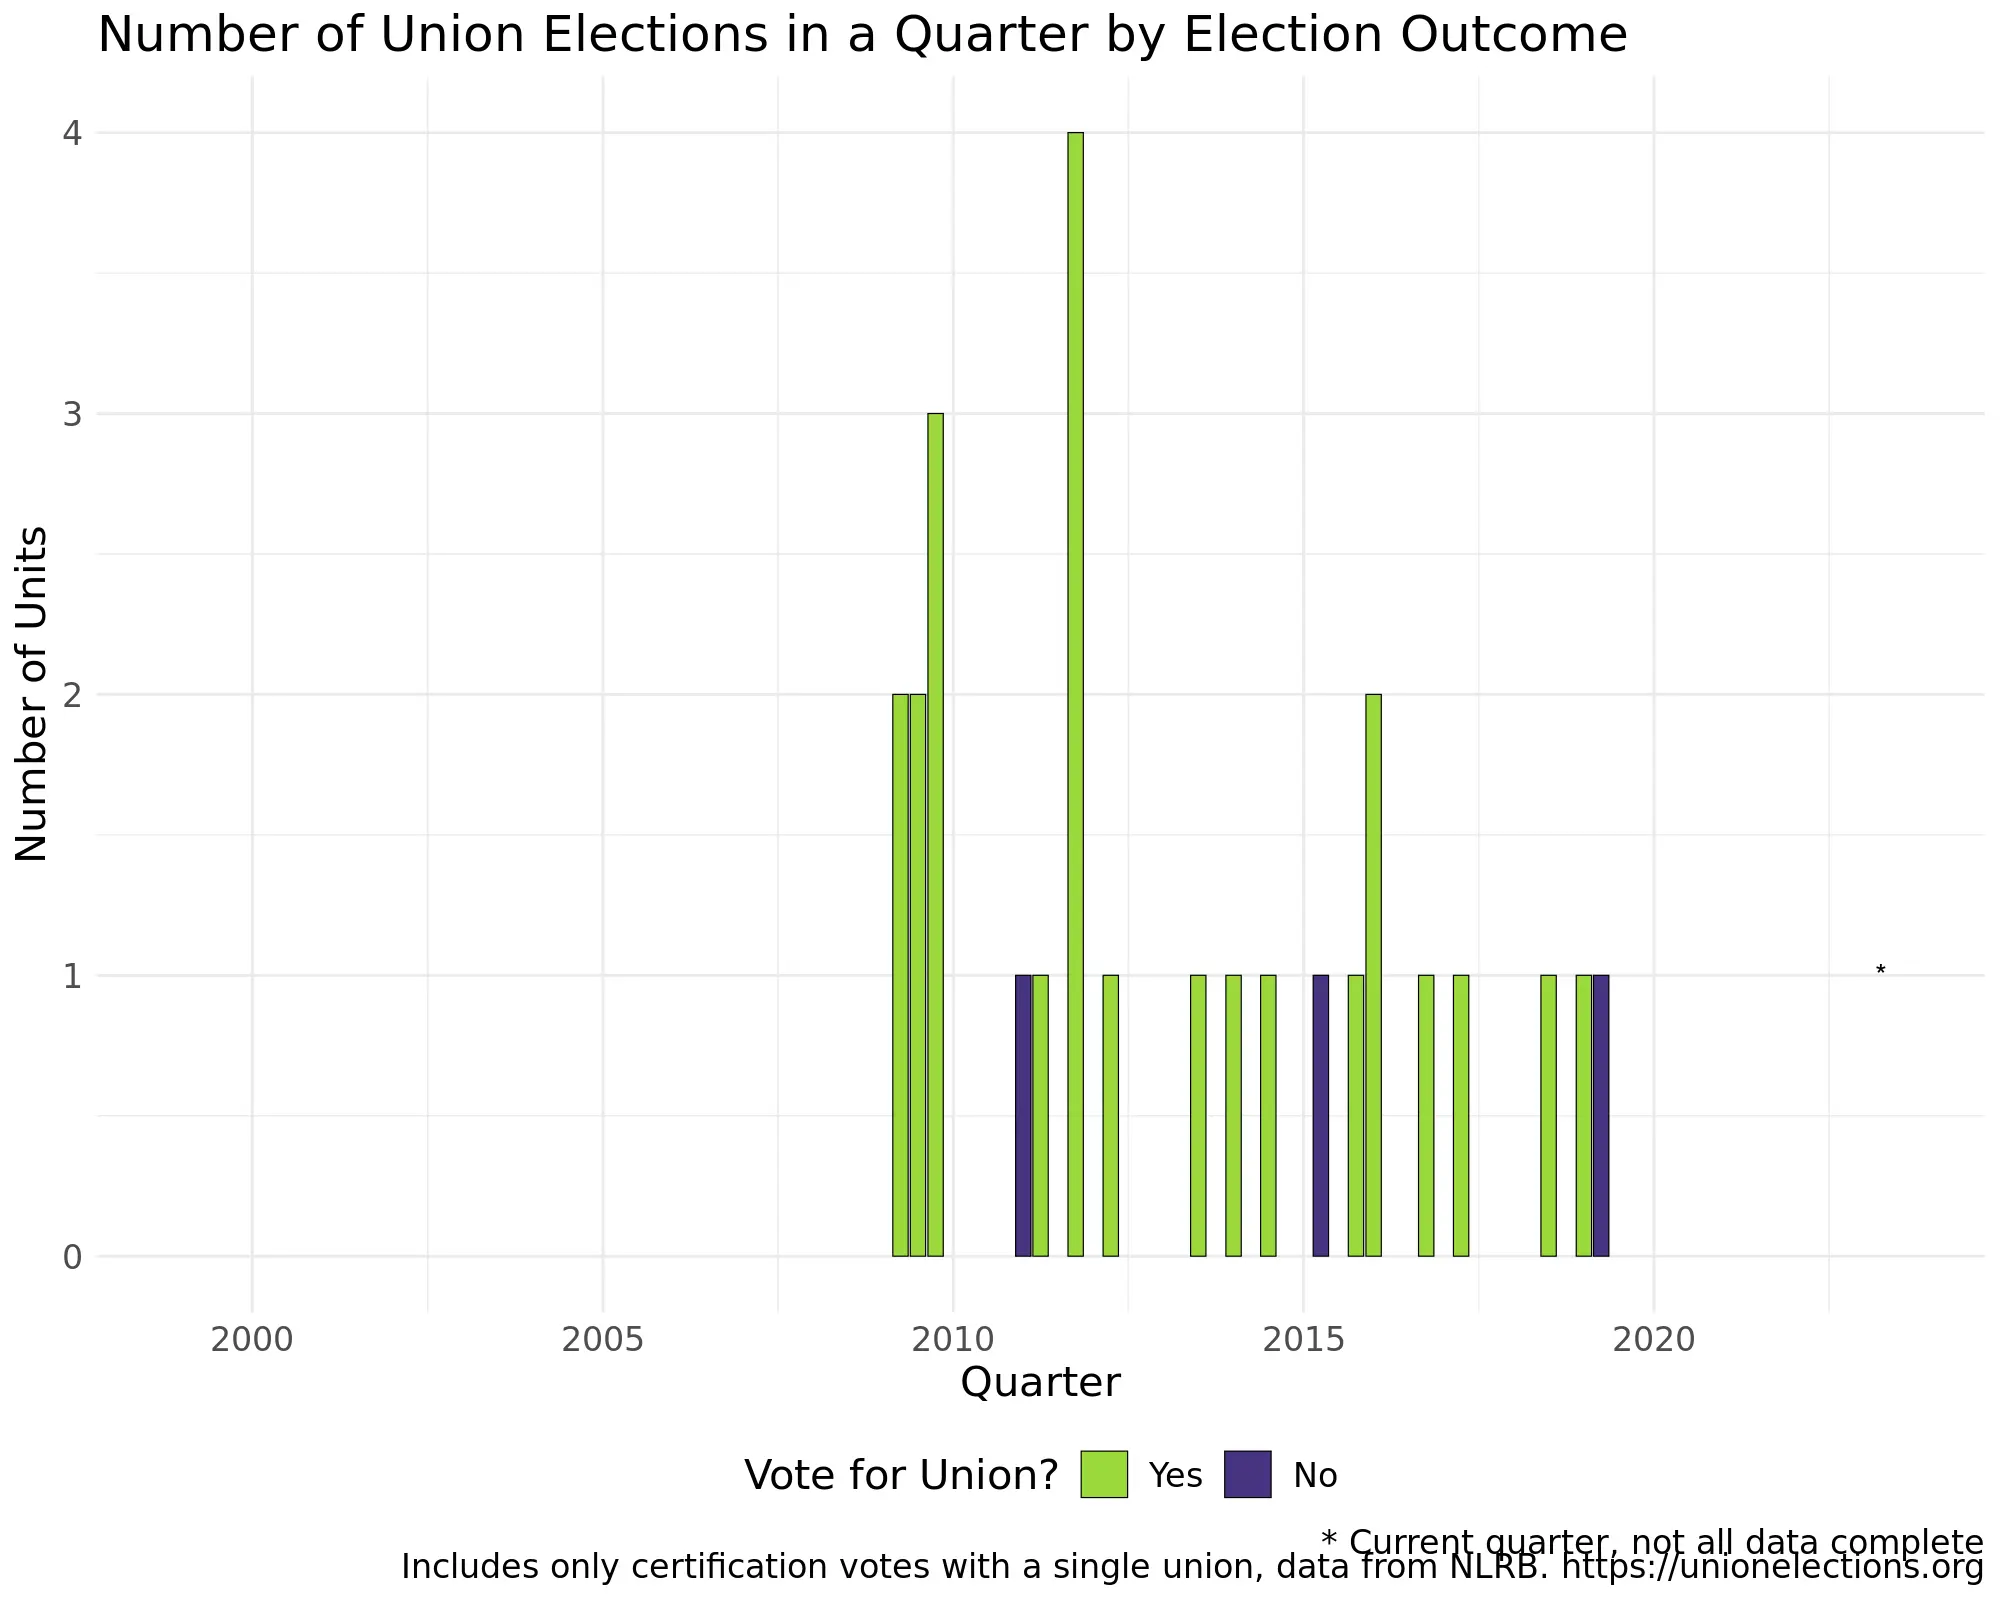 Number of Union Elections in a Quarter by Election Outcome
4
3
2
1
0
Number of Units
*
2000 2005 2010 2015 2020
Quarter
Vote for Union? Yes No
* Current quarter, not all data complete
Includes only certification votes with a single union, data from NLRB. https://unionelections.org